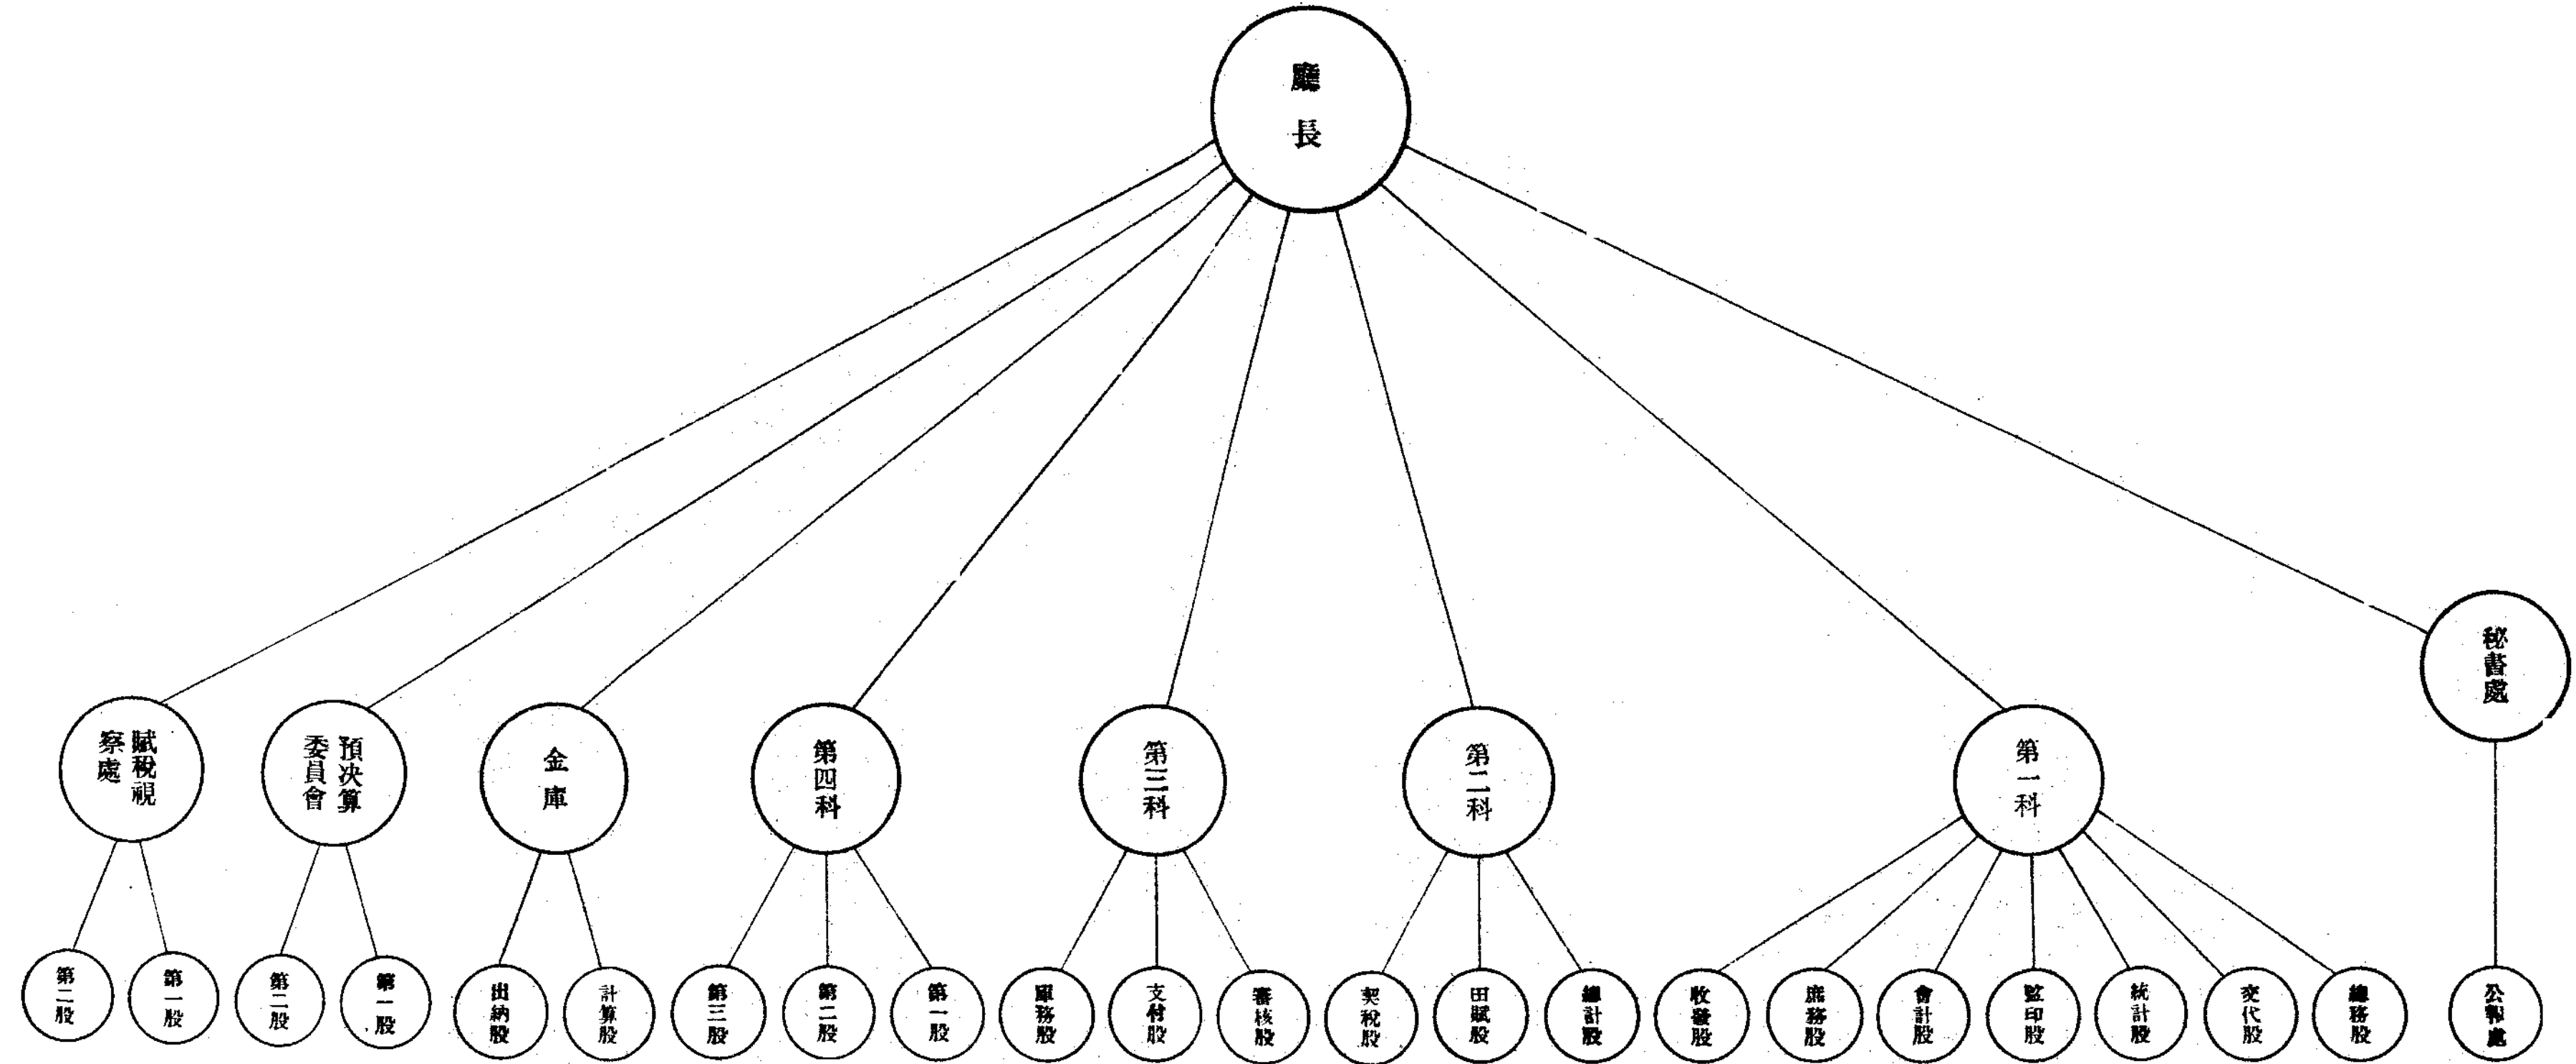 廳長
秘書處
第一科
第二科
第三科
第四科
金庫
預決算
委員會
賦稅視
察處
公報處
總務股
交代股
統計股
監印股
會計股
庶務股
收發股
總計股
田賦股
契稅股
審核股
支付股
庫務股
第一股
第二股
第三股
計算股
出納股
第一股
第二股
第一股
第二股